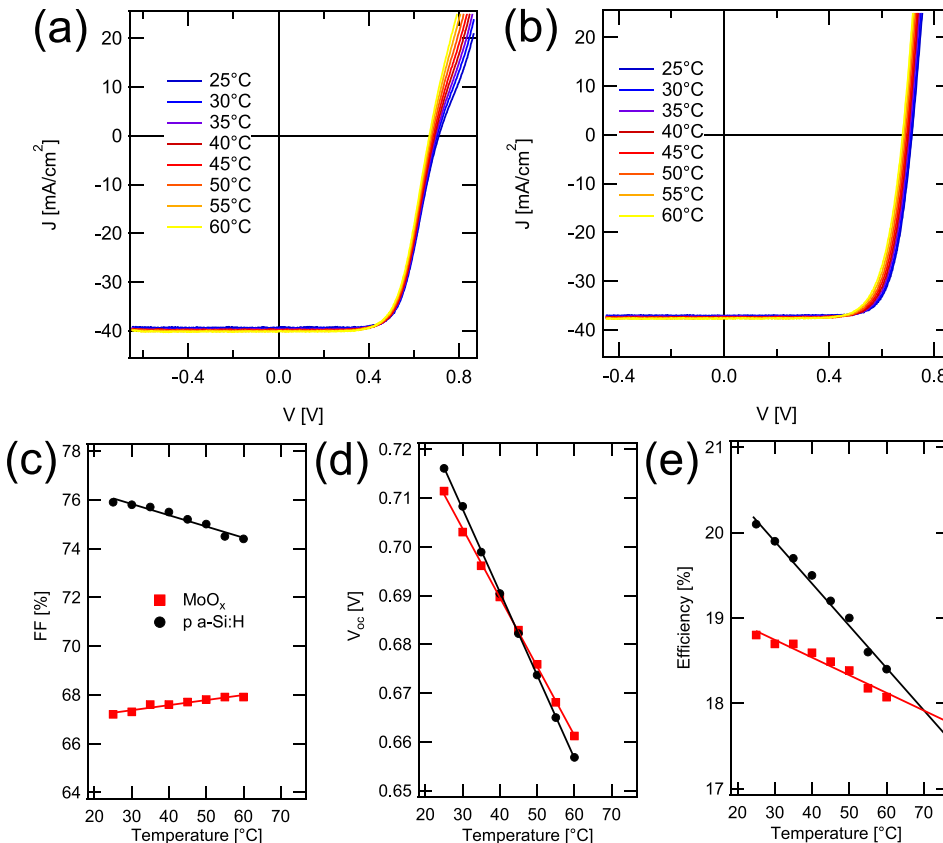 (a)
20
10
0
-10
-20
-30
-40
J [mA/cm²]
25°C
30°C
35°C
40°C
45°C
50°C
55°C
60°C
-0.4
0.0
0.4
0.8
V [V]
(b)
20
10
0
-10
-20
-30
-40
J [mA/cm²]
25°C
30°C
35°C
40°C
45°C
50°C
55°C
60°C
-0.4
0.0
0.4
0.8
V [V]
(c)
78
76
74
72
70
68
66
64
FF [%]
MoOₓ
p a-Si:H
20 30 40 50 60 70
Temperature [°C]
(d)
0.72
0.71
0.70
0.69
0.68
0.67
0.66
0.65
Voc [V]
20 30 40 50 60 70
Temperature [°C]
(e)
21
20
19
18
17
Efficiency [%]
20 30 40 50 60 70
Temperature [°C]